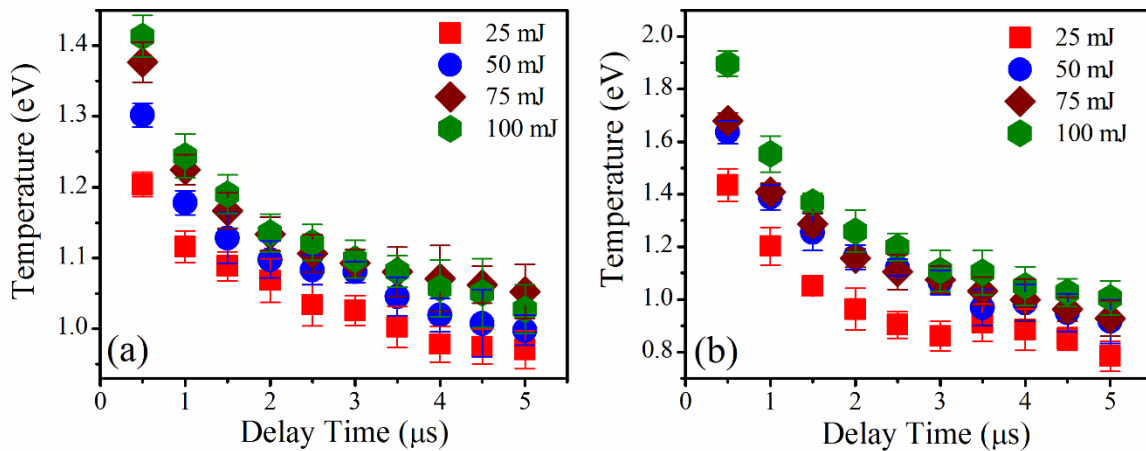 Temperature (eV)
1.4
1.3
1.2
1.1
1.0
25 mJ
50 mJ
75 mJ
100 mJ
(a)
0 1 2 3 4 5
Delay Time (μs)
Temperature (eV)
2.0
1.8
1.6
1.4
1.2
1.0
0.8
25 mJ
50 mJ
75 mJ
100 mJ
(b)
0 1 2 3 4 5
Delay Time (μs)